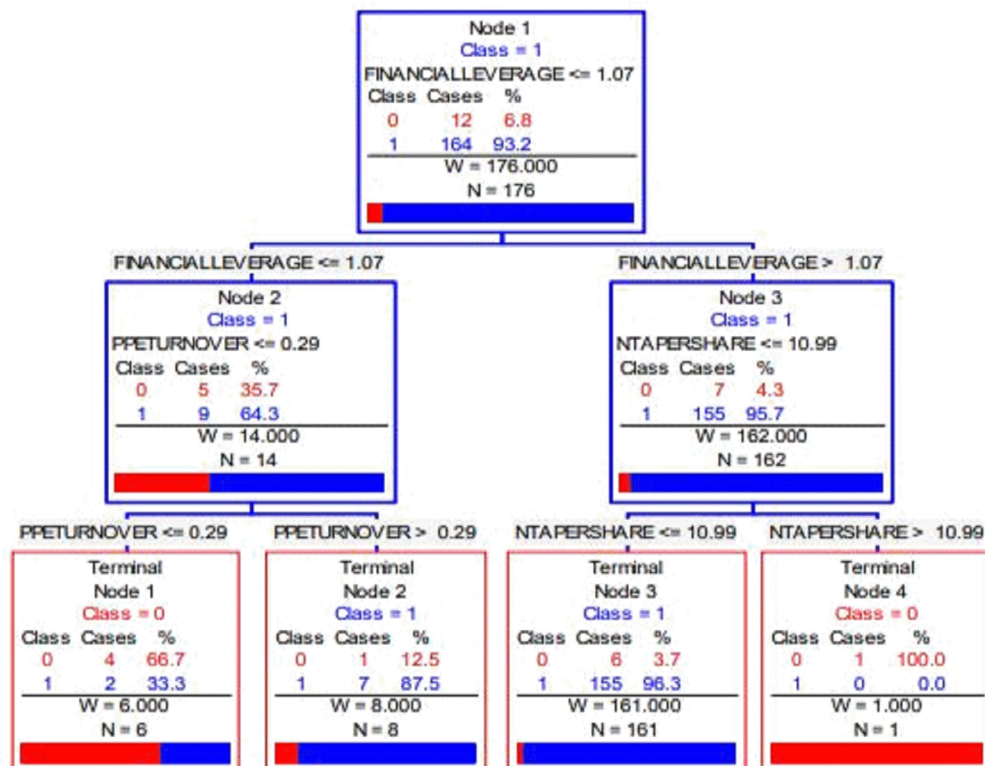 Node 1
Class = 1
FINANCIALLEVERAGE <= 1.07
Class Cases %
0 12 6.8
1 164 93.2
W = 176.000
N = 176
FINANCIALLEVERAGE <= 1.07
FINANCIALLEVERAGE > 1.07
Node 2
Class = 1
PPETURNOVER <= 0.29
Class Cases %
0 5 35.7
1 9 64.3
W = 14.000
N = 14
Node 3
Class = 1
NTAPERSHARE <= 10.99
Class Cases %
0 7 4.3
1 155 95.7
W = 162.000
N = 162
PPETURNOVER <= 0.29
PPETURNOVER > 0.29
NTAPERSHARE <= 10.99
NTAPERSHARE > 10.99
Terminal
Node 1
Class = 0
Class Cases %
0 4 66.7
1 2 33.3
W = 6.000
N = 6
Terminal
Node 2
Class = 1
Class Cases %
0 1 12.5
1 7 87.5
W = 8.000
N = 8
Terminal
Node 3
Class = 1
Class Cases %
0 6 3.7
1 155 96.3
W = 161.000
N = 161
Terminal
Node 4
Class = 0
Class Cases %
0 1 100.0
1 0 0.0
W = 1.000
N = 1